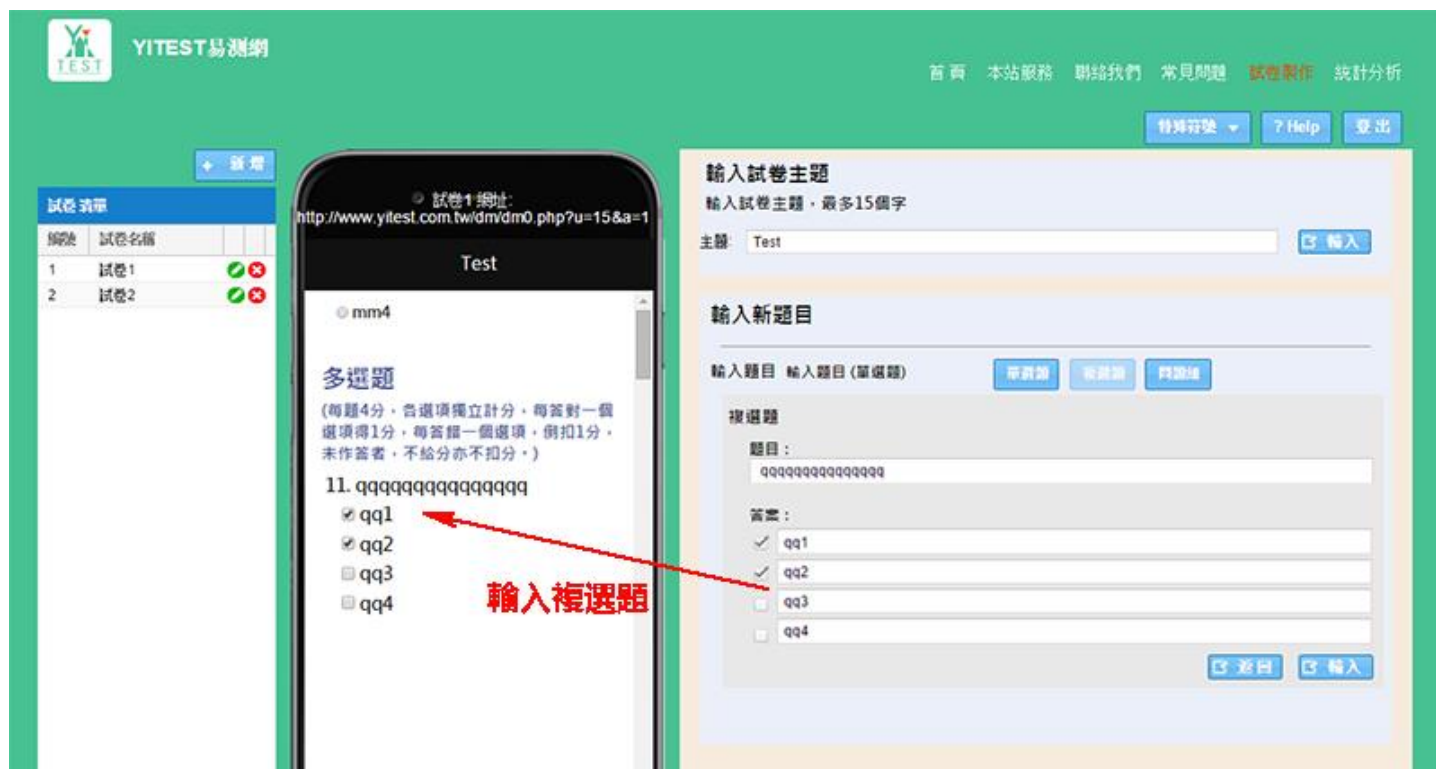 YITEST易測網
TEST
首頁 本站服務 聯絡我們 常見問題 試卷製作 統計分析
特殊符號 ? Help 登出
+ 新增
試卷清單
編號 試卷名稱
1 試卷1
2 試卷2
試卷1 網址:
http://www.yitest.com.tw/dm/dm0.php?u=15&a=1
Test
mm4
多選題
(每題4分，各選項獨立計分，每答對一個
選項得1分，每答錯一個選項，倒扣1分，
未作答者，不給分亦不扣分。)
11. qqqqqqqqqqqqqqq
qq1
qq2
qq3
qq4
輸入複選題
輸入試卷主題
輸入試卷主題，最多15個字
主題: Test 輸入
輸入新題目
輸入題目 輸入題目(單選題) 單選題 複選題 問題組
複選題
題目：
qqqqqqqqqqqqqqq
答案：
qq1
qq2
qq3
qq4
返回 輸入